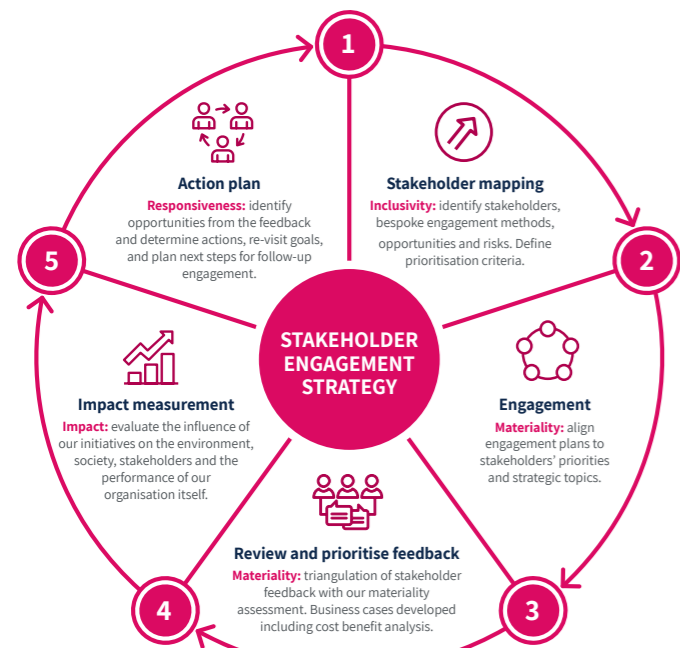 1
Stakeholder mapping
Inclusivity: identify stakeholders,
bespoke engagement methods,
opportunities and risks. Define
prioritisation criteria.
2
Engagement
Materiality: align
engagement plans to
stakeholders’ priorities
and strategic topics.
3
Review and prioritise feedback
Materiality: triangulation of stakeholder
feedback with our materiality
assessment. Business cases developed
including cost benefit analysis.
4
Impact measurement
Impact: evaluate the influence of
our initiatives on the environment,
society, stakeholders and the
performance of our
organisation itself.
5
Action plan
Responsiveness: identify
opportunities from the feedback
and determine actions, re-visit goals,
and plan next steps for follow-up
engagement.
STAKEHOLDER
ENGAGEMENT
STRATEGY